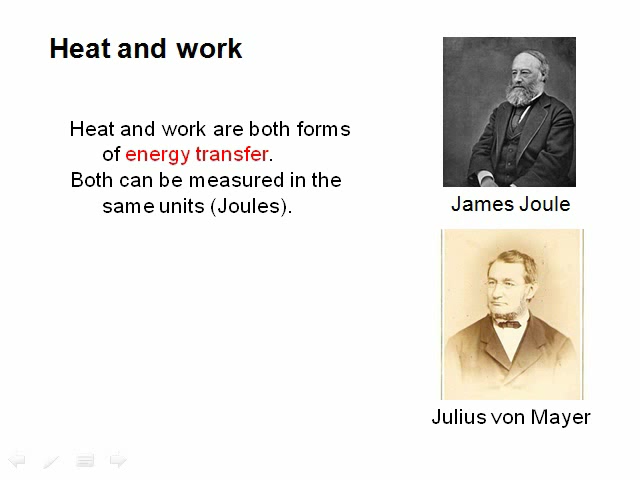 Heat and work
Heat and work are both forms
of energy transfer.
Both can be measured in the
same units (Joules).
James Joule
Julius von Mayer